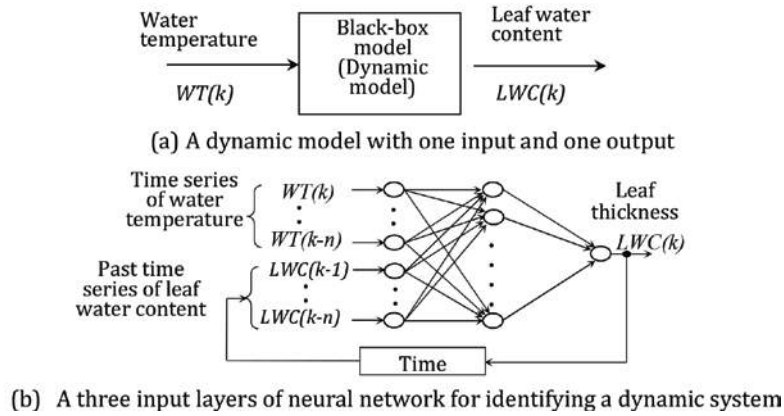 Water
temperature
WT(k)
Black-box
model
(Dynamic
model)
Leaf water
content
LWC(k)
(a) A dynamic model with one input and one output
Time series
of water
temperature
WT(k)
WT(k-n)
Past time
series of leaf
water content
LWC(k-1)
LWC(k-n)
Leaf
thickness
LWC(k)
Time
(b) A three input layers of neural network for identifying a dynamic system